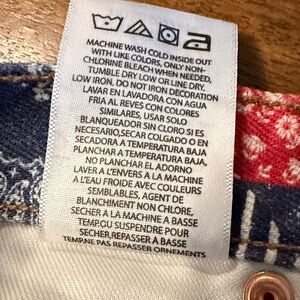 MACHINE WASH COLD INSIDE OUT
WITH LIKE COLORS, ONLY NON-
CHLORINE BLEACH WHEN NEEDED,
TUMBLE DRY LOW OR LINE DRY,
LOW IRON, DO NOT IRON DECORATION
LAVAR EN LAVADORA CON AGUA
FRIA AL REVES CON COLORES
SIMILARES, USAR SOLO
BLANQUEADOR SIN CLORO SI ES
NECESARIO,SECAR COLGADO O EN
SECADORA A TEMPERATURA BAJA,
PLANCHAR A TEMPERATURA BAJA,
NO PLANCHAR EL ADORNO
LAVER A L'ENVERS A LA MACHINE
A L'EAU FROIDE AVEC COULEURS
SEMBLABLES, AGENT DE
BLANCHIMENT NON CHLORE,
SECHER A LA MACHINE A BASSE
TEMP.OU SUSPENDRE POUR
SECHER,REPASSER A BASSE
TEMP.NE PAS REPASSER ORNEMENTS